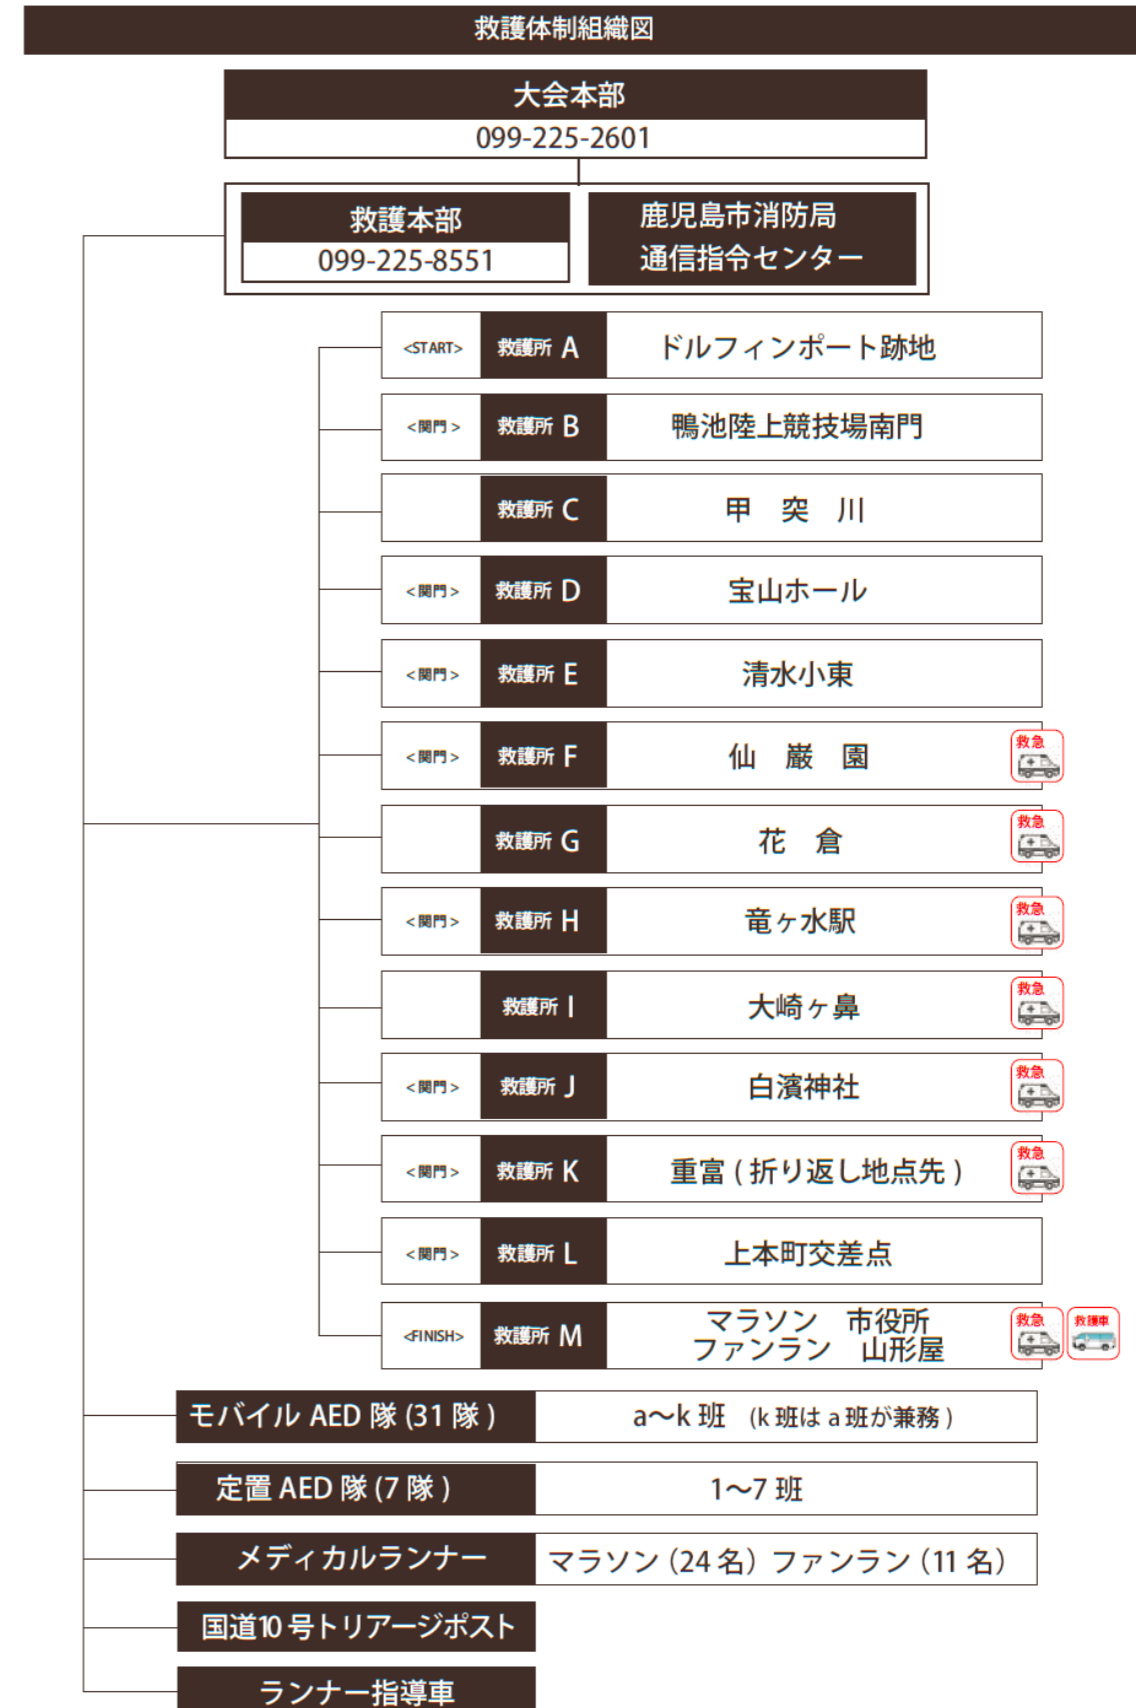 救護体制組織図
大会本部
099-225-2601
救護本部
099-225-8551
鹿児島市消防局
通信指令センター
<START> 救護所 A ドルフィンポート跡地
<関門> 救護所 B 鴨池陸上競技場南門
救護所 C 甲 突 川
<関門> 救護所 D 宝山ホール
<関門> 救護所 E 清水小東
<関門> 救護所 F 仙 巌 園 救急
救護所 G 花 倉 救急
<関門> 救護所 H 竜ヶ水駅 救急
救護所 I 大崎ヶ鼻 救急
<関門> 救護所 J 白濱神社 救急
<関門> 救護所 K 重富 ( 折り返し地点先 ) 救急
<関門> 救護所 L 上本町交差点
<FINISH> 救護所 M マラソン 市役所
ファンラン 山形屋
救急 救護車
モバイル AED 隊 (31 隊 ) a〜k 班 (k 班は a 班が兼務 )
定置 AED 隊 (7 隊 ) 1〜7 班
メディカルランナー マラソン（24 名）ファンラン（11 名）
国道10 号トリアージポスト
ランナー指導車